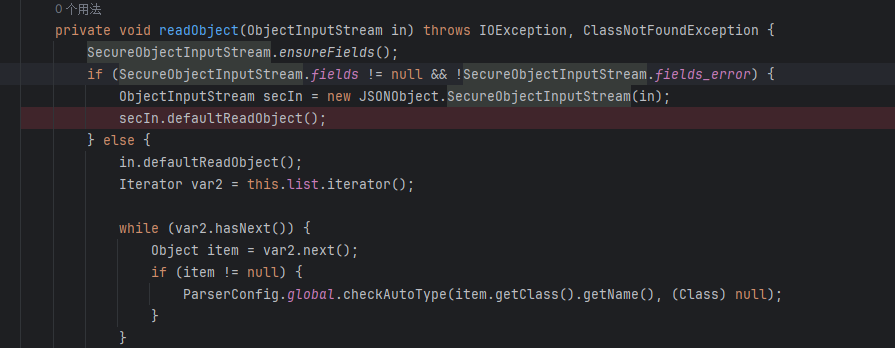 0 个用法
private void readObject(ObjectInputStream in) throws IOException, ClassNotFoundException {
SecureObjectInputStream.ensureFields();
if (SecureObjectInputStream.fields != null && !SecureObjectInputStream.fields_error) {
ObjectInputStream secIn = new JSONObject.SecureObjectInputStream(in);
secIn.defaultReadObject();
} else {
in.defaultReadObject();
Iterator var2 = this.list.iterator();
while (var2.hasNext()) {
Object item = var2.next();
if (item != null) {
ParserConfig.global.checkAutoType(item.getClass().getName(), (Class) null);
}
}